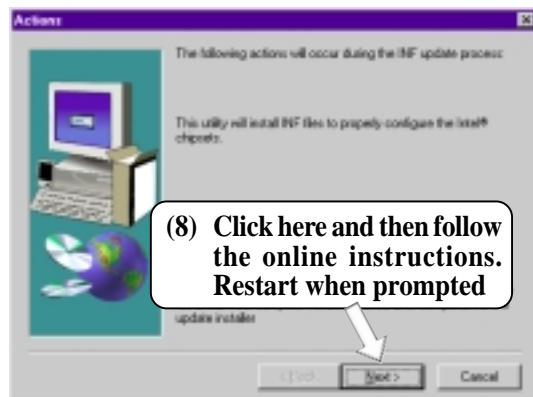 Actions
The following actions will occur during the INF update process:
This utility will install INF files to properly configure the Intel®
chipsets.
(8) Click here and then follow
the online instructions.
Restart when prompted
update installer
< Back
Next >
Cancel